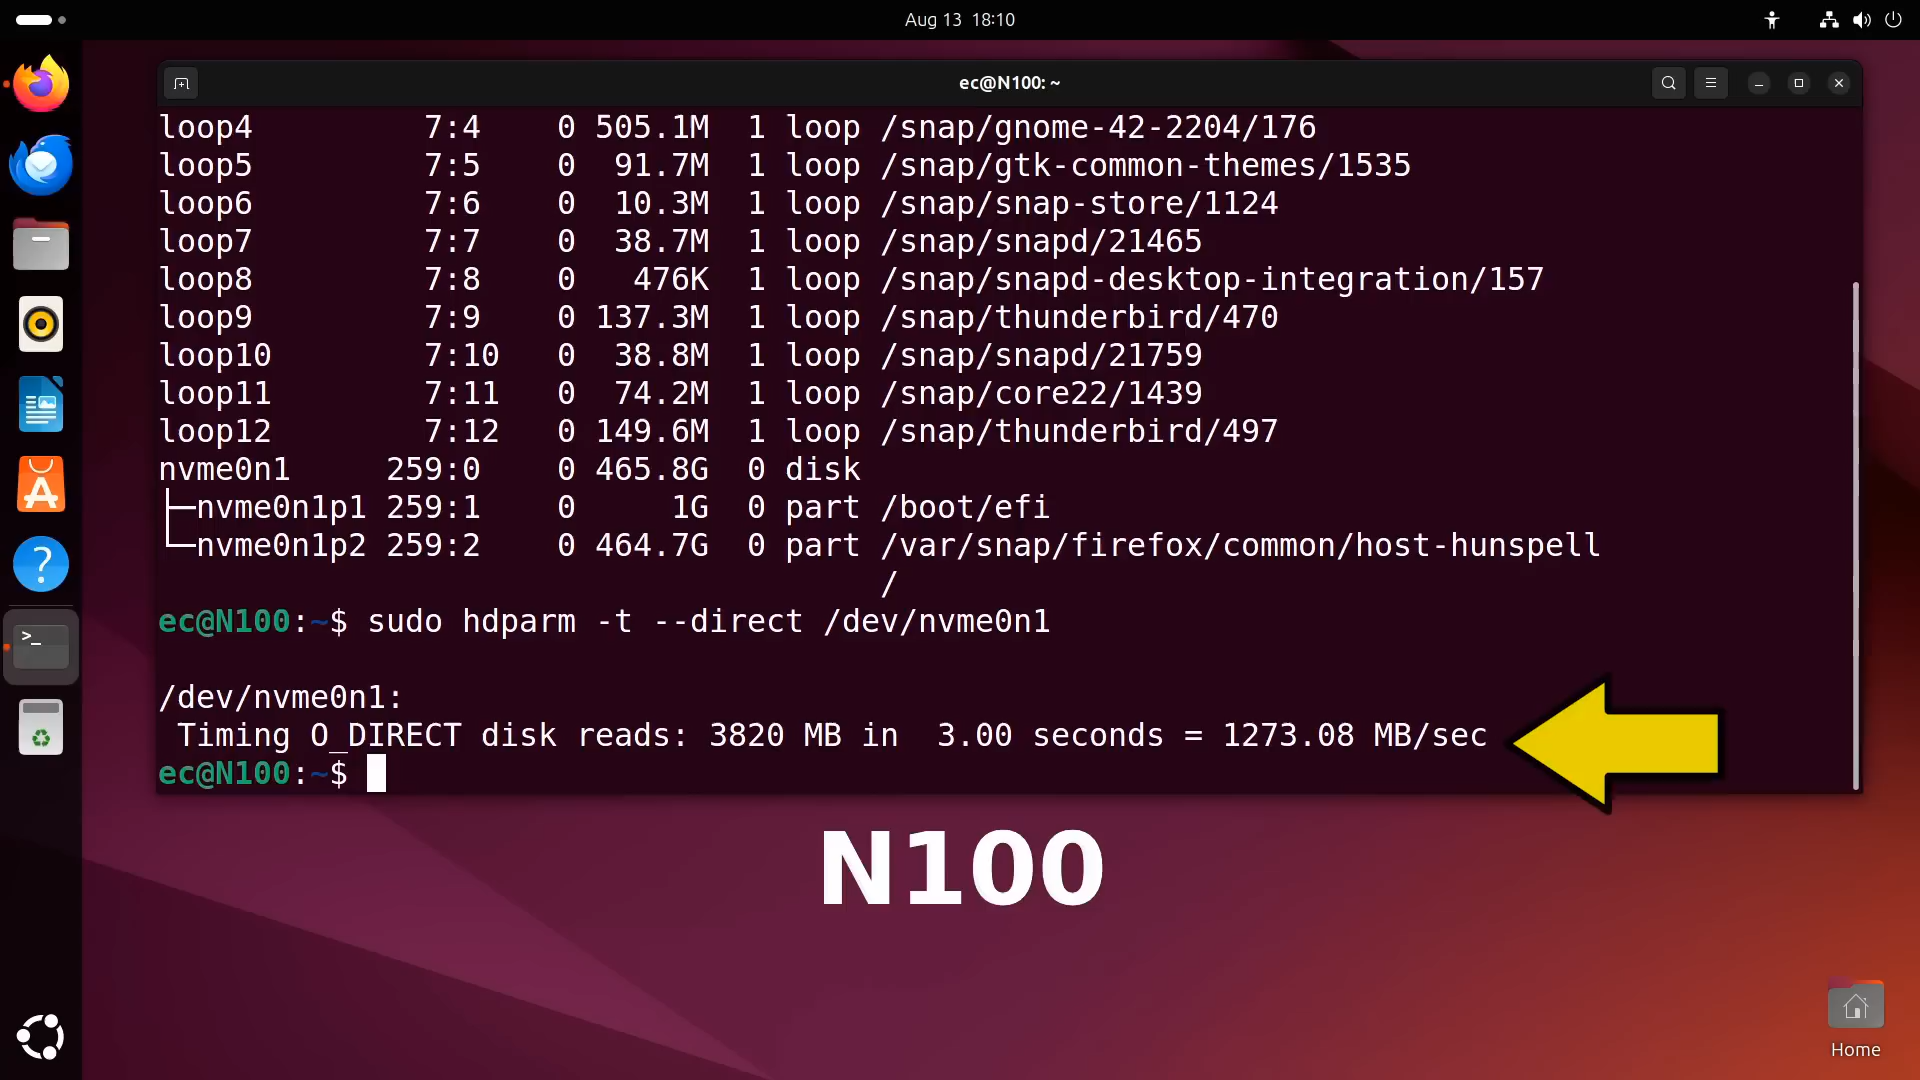 Aug 13 18:10
ec@N100: ~
loop4 7:4 0 505.1M 1 loop /snap/gnome-42-2204/176
loop5 7:5 0 91.7M 1 loop /snap/gtk-common-themes/1535
loop6 7:6 0 10.3M 1 loop /snap/snap-store/1124
loop7 7:7 0 38.7M 1 loop /snap/snapd/21465
loop8 7:8 0 476K 1 loop /snap/snapd-desktop-integration/157
loop9 7:9 0 137.3M 1 loop /snap/thunderbird/470
loop10 7:10 0 38.8M 1 loop /snap/snapd/21759
loop11 7:11 0 74.2M 1 loop /snap/core22/1439
loop12 7:12 0 149.6M 1 loop /snap/thunderbird/497
nvme0n1 259:0 0 465.8G 0 disk
├─nvme0n1p1 259:1 0 1G 0 part /boot/efi
└─nvme0n1p2 259:2 0 464.7G 0 part /var/snap/firefox/common/host-hunspell
/
ec@N100:~$ sudo hdparm -t --direct /dev/nvme0n1
/dev/nvme0n1:
Timing O_DIRECT disk reads: 3820 MB in 3.00 seconds = 1273.08 MB/sec
ec@N100:~$
N100
Home